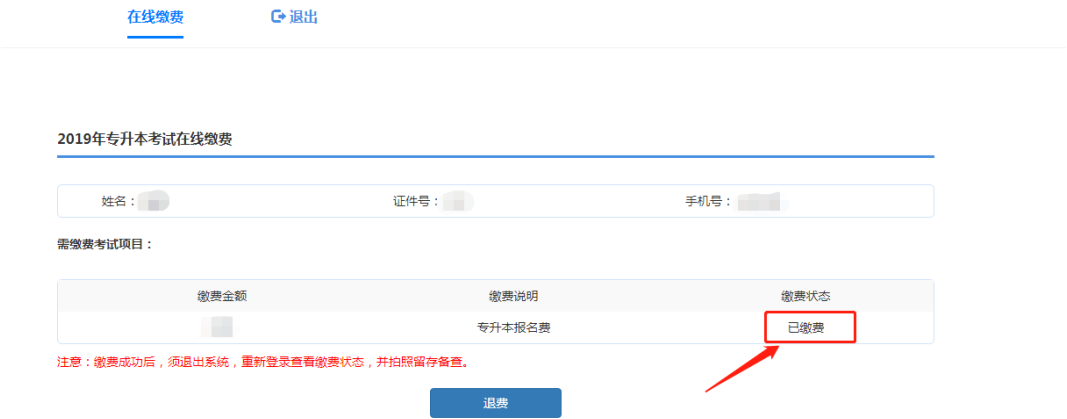 在线缴费 退出
2019年专升本考试在线缴费
姓名： 证件号： 手机号：
需缴费考试项目：
缴费金额 缴费说明 缴费状态
专升本报名费 已缴费
注意：缴费成功后，须退出系统，重新登录查看缴费状态，并拍照留存备查。
退费